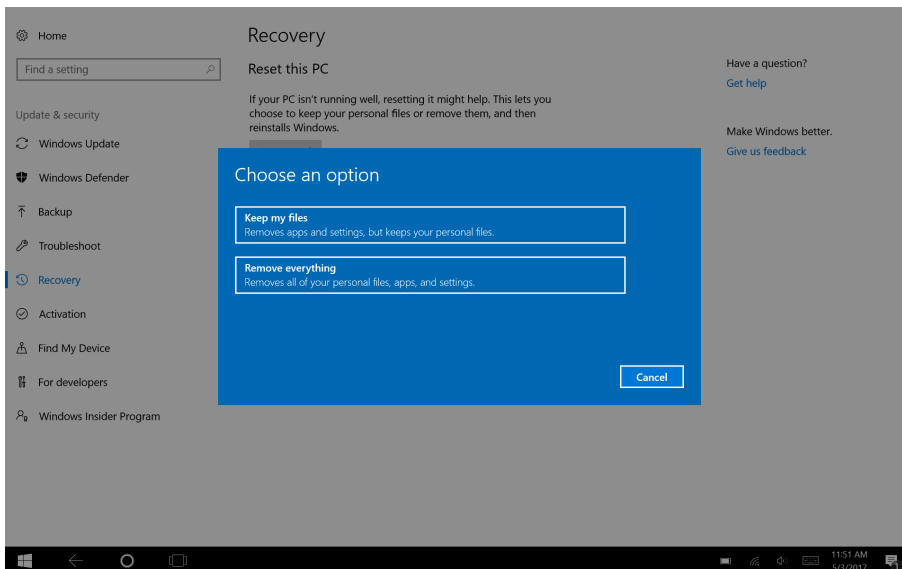 Home
Find a setting
Update & security
Windows Update
Windows Defender
Backup
Troubleshoot
Recovery
Activation
Find My Device
For developers
Windows Insider Program
Recovery
Reset this PC
If your PC isn't running well, resetting it might help. This lets you
choose to keep your personal files or remove them, and then
reinstalls Windows.
Choose an option
Keep my files
Removes apps and settings, but keeps your personal files.
Remove everything
Removes all of your personal files, apps, and settings.
Cancel
Have a question?
Get help
Make Windows better.
Give us feedback
11:51 AM
5/3/2017